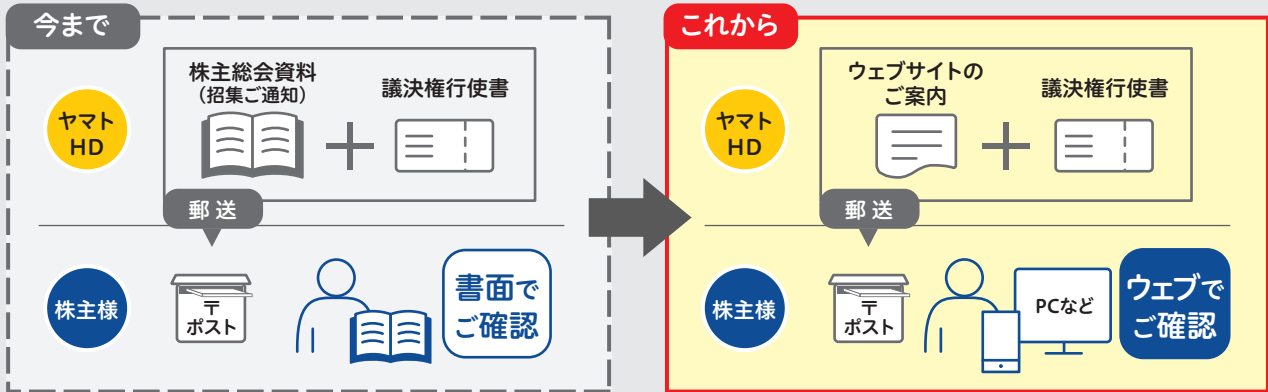 今まで
株主総会資料
（招集ご通知）
議決権行使書
ヤマト
HD
郵送
株主様
〒
ポスト
書面で
ご確認
これから
ウェブサイトの
ご案内
議決権行使書
ヤマト
HD
郵送
株主様
〒
ポスト
PCなど
ウェブで
ご確認